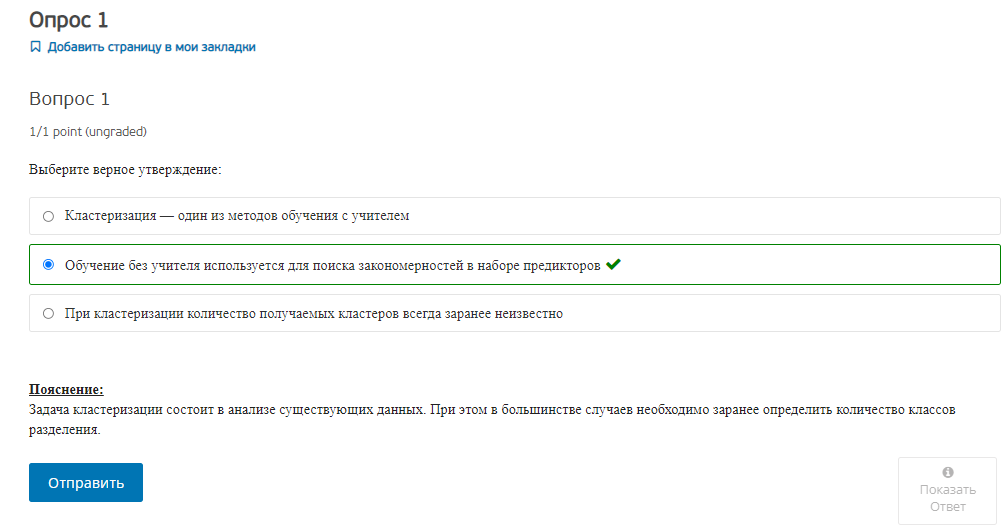 Опрос 1
Добавить страницу в мои закладки
Вопрос 1
1/1 point (ungraded)
Выберите верное утверждение:
Кластеризация — один из методов обучения с учителем
Обучение без учителя используется для поиска закономерностей в наборе предикторов
При кластеризации количество получаемых кластеров всегда заранее неизвестно
Пояснение:
Задача кластеризации состоит в анализе существующих данных. При этом в большинстве случаев необходимо заранее определить количество классов
разделения.
Отправить
Показать
Ответ